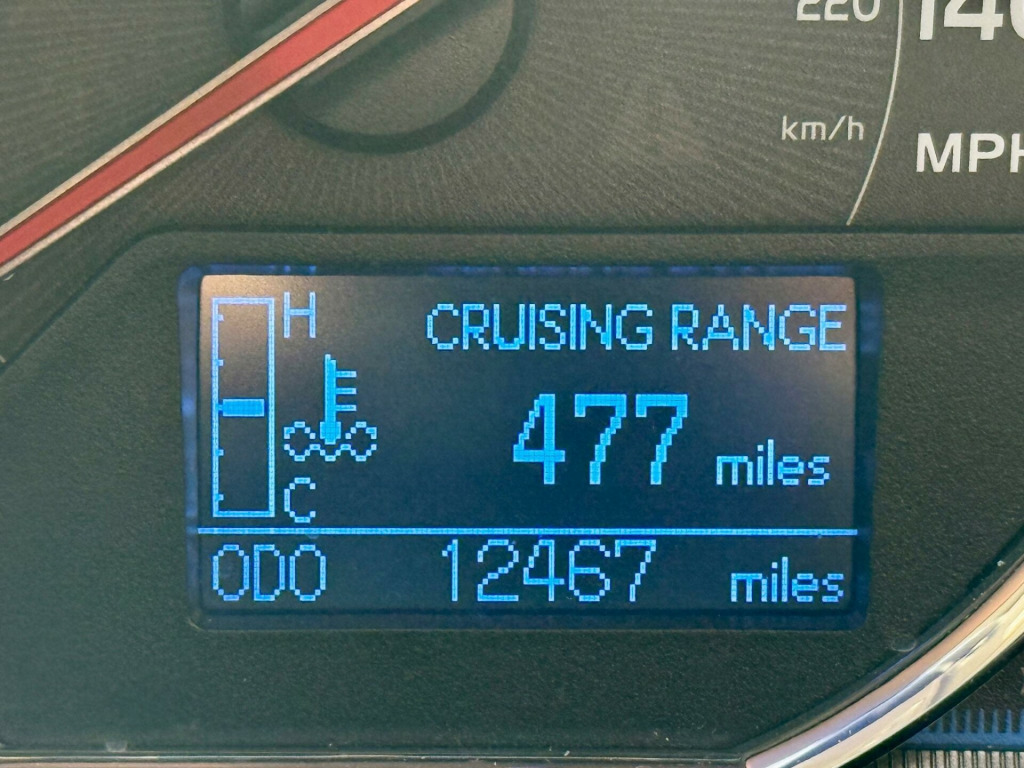 220
km/h
MPH
H
CRUISING RANGE
477 miles
C
ODO 12467 miles